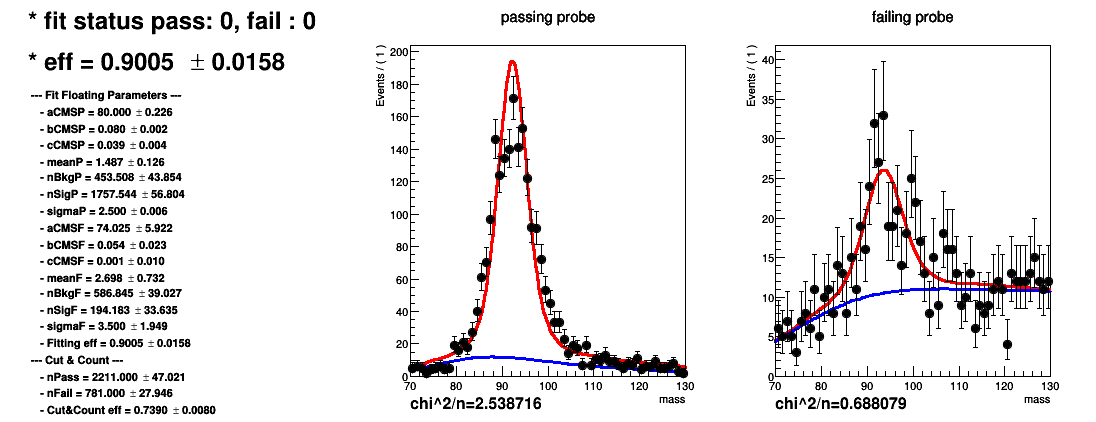 * fit status pass: 0, fail : 0
* eff = 0.9005 ± 0.0158
--- Fit Floating Parameters ---
- aCMSP = 80.000 ± 0.226
- bCMSP = 0.080 ± 0.002
- cCMSP = 0.039 ± 0.004
- meanP = 1.487 ± 0.126
- nBkgP = 453.508 ± 43.854
- nSigP = 1757.544 ± 56.804
- sigmaP = 2.500 ± 0.006
- aCMSF = 74.025 ± 5.922
- bCMSF = 0.054 ± 0.023
- cCMSF = 0.001 ± 0.010
- meanF = 2.698 ± 0.732
- nBkgF = 586.845 ± 39.027
- nSigF = 194.183 ± 33.635
- sigmaF = 3.500 ± 1.949
- Fitting eff = 0.9005 ± 0.0158
--- Cut & Count ---
- nPass = 2211.000 ± 47.021
- nFail = 781.000 ± 27.946
- Cut&Count eff = 0.7390 ± 0.0080
passing probe
Events / ( 1 )
200
180
160
140
120
100
80
60
40
20
0
70 80 90 100 110 120 130
mass
chi^2/n=2.538716
failing probe
Events / ( 1 )
40
35
30
25
20
15
10
5
0
70 80 90 100 110 120 130
mass
chi^2/n=0.688079